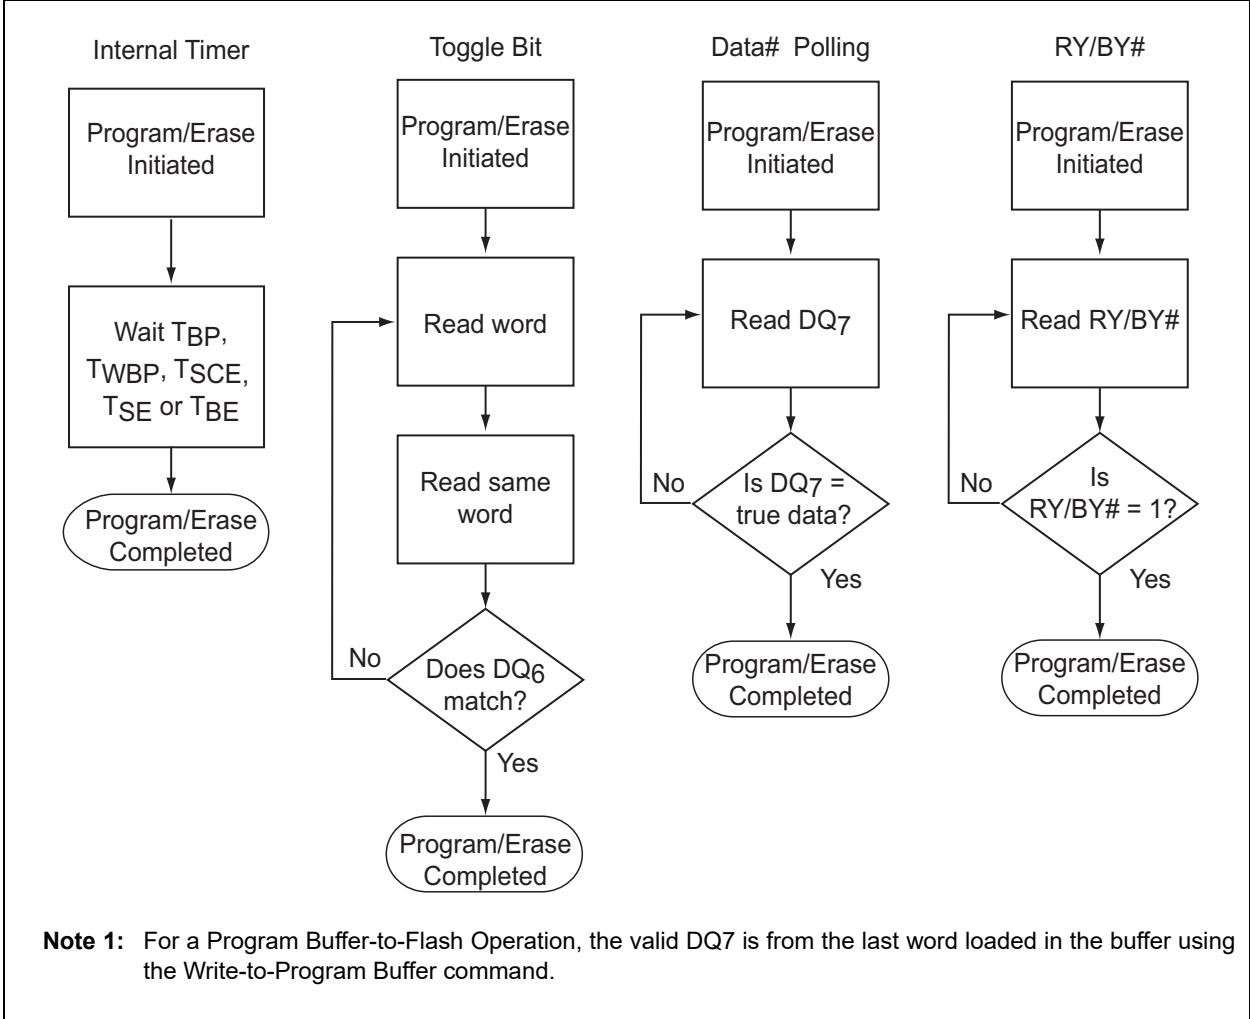 Internal Timer
Program/Erase
Initiated
Wait TBP,
TWBP, TSCE,
TSE or TBE
Program/Erase
Completed
Toggle Bit
Program/Erase
Initiated
Read word
Read same
word
No
Does DQ6
match?
Yes
Program/Erase
Completed
Data# Polling
Program/Erase
Initiated
Read DQ7
No
Is DQ7 =
true data?
Yes
Program/Erase
Completed
RY/BY#
Program/Erase
Initiated
Read RY/BY#
No
Is
RY/BY# = 1?
Yes
Program/Erase
Completed
Note 1: For a Program Buffer-to-Flash Operation, the valid DQ7 is from the last word loaded in the buffer using
the Write-to-Program Buffer command.